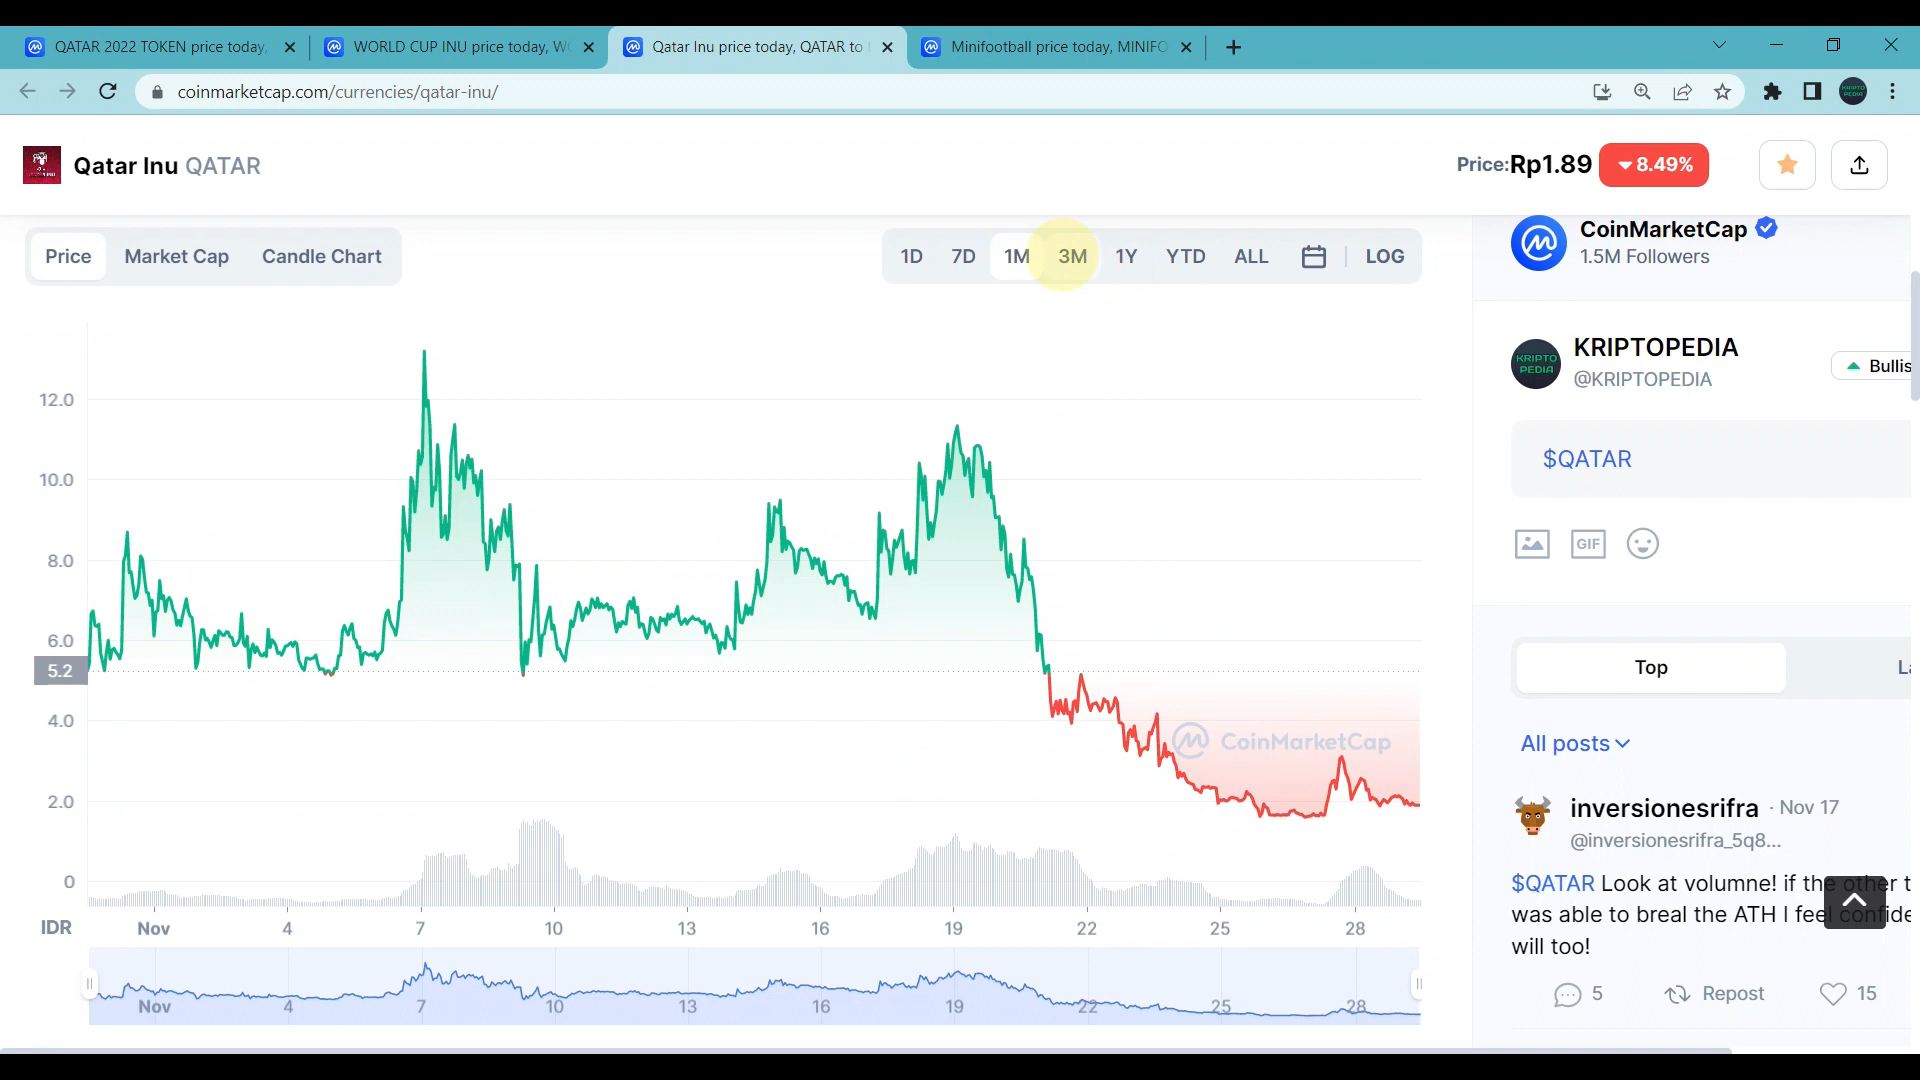 QATAR 2022 TOKEN price today,
WORLD CUP INU price today, W
Qatar Inu price today, QATAR to
Minifootball price today, MINIFO
coinmarketcap.com/currencies/qatar-inu/
Qatar Inu QATAR
Price:Rp1.89 8.49%
Price Market Cap Candle Chart
1D 7D 1M 3M 1Y YTD ALL LOG
CoinMarketCap
1.5M Followers
KRIPTO PEDIA
KRIPTOPEDIA
@KRIPTOPEDIA
Bullis
$QATAR
GIF
Top
All posts
inversionesrifra · Nov 17
@inversionesrifra_5q8...
$QATAR Look at volumne! if the other t
was able to breal the ATH I feel confide
will too!
5 Repost 15
12.0
10.0
8.0
6.0
5.2
4.0
2.0
0
CoinMarketCap
IDR Nov 4 7 10 13 16 19 22 25 28
Nov 4 7 10 13 16 19 22 25 28